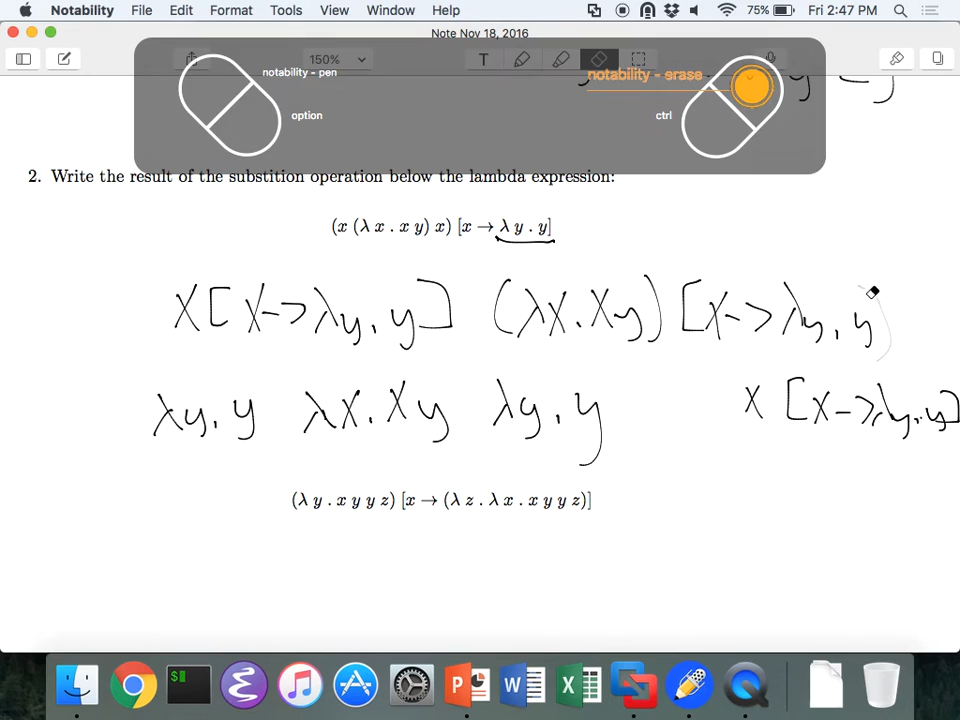 Notability File Edit Format Tools View Window Help 75% Fri 2:47 PM
Note Nov 18, 2016
150% T
notability - pen notability - erase
option ctrl
2. Write the result of the substition operation below the lambda expression:
(x (λ x . x y) x) [x → λ y . y]
X[X->λy.y] (λX.Xy) [X->λy.y
λy.y λX.Xy λy.y X [X->λy.y]
(λ y . x y y z) [x → (λ z . λ x . x y y z)]
$
P W X